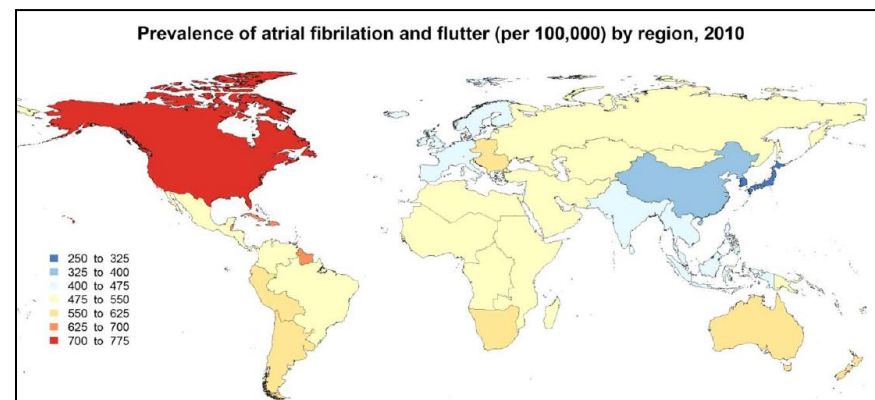 Prevalence of atrial fibrilation and flutter (per 100,000) by region, 2010
250 to 325
325 to 400
400 to 475
475 to 550
550 to 625
625 to 700
700 to 775